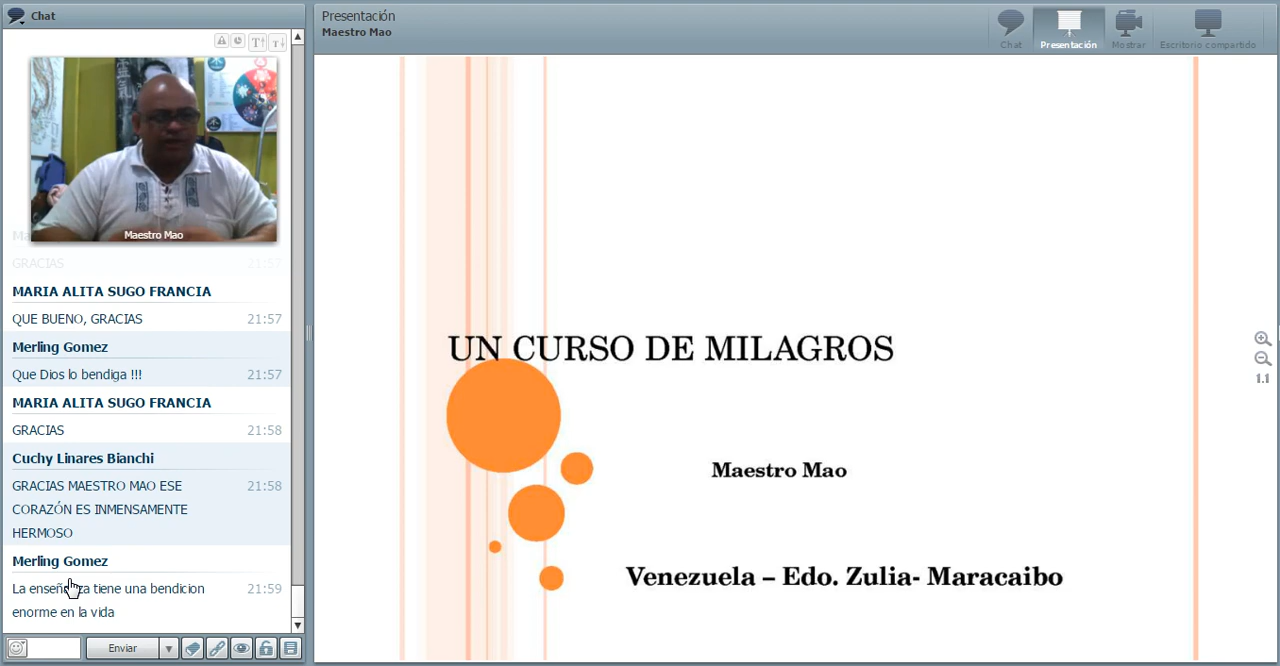 Chat
T↑
T↓
Maestro Mao
GRACIAS 21:57
MARIA ALITA SUGO FRANCIA
QUE BUENO, GRACIAS 21:57
Merling Gomez
Que Dios lo bendiga !!! 21:57
MARIA ALITA SUGO FRANCIA
GRACIAS 21:58
Cuchy Linares Bianchi
GRACIAS MAESTRO MAO ESE 21:58
CORAZÓN ES INMENSAMENTE
HERMOSO
Merling Gomez
La enseñanza tiene una bendicion 21:59
enorme en la vida
Enviar
Presentación
Maestro Mao
Chat
Presentación
Mostrar
Escritorio compartido
UN CURSO DE MILAGROS
Maestro Mao
Venezuela – Edo. Zulia- Maracaibo
1.1